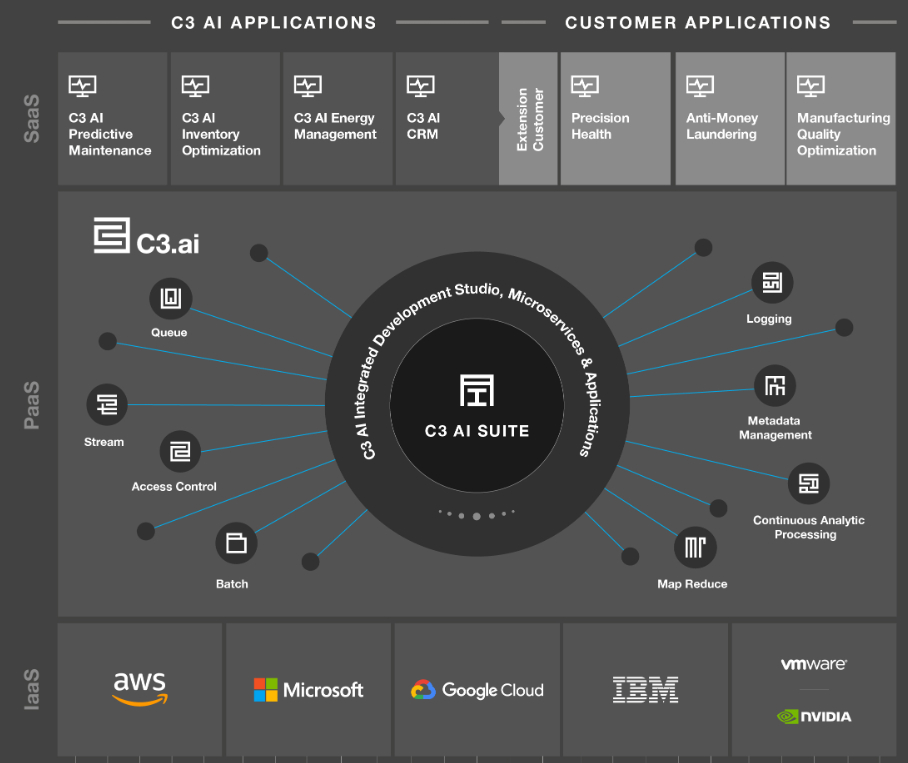 C3 AI APPLICATIONS
CUSTOMER APPLICATIONS
SaaS
C3 AI
Predictive
Maintenance
C3 AI
Inventory
Optimization
C3 AI Energy
Management
C3 AI
CRM
Extension
Customer
Precision
Health
Anti-Money
Laundering
Manufacturing
Quality
Optimization
PaaS
C3.ai
Queue
Stream
Access Control
Batch
C3 AI Integrated Development Studio, Microservices & Applications
C3 AI SUITE
Logging
Metadata
Management
Continuous Analytic
Processing
Map Reduce
IaaS
aws
Microsoft
Google Cloud
IBM
vmware
NVIDIA